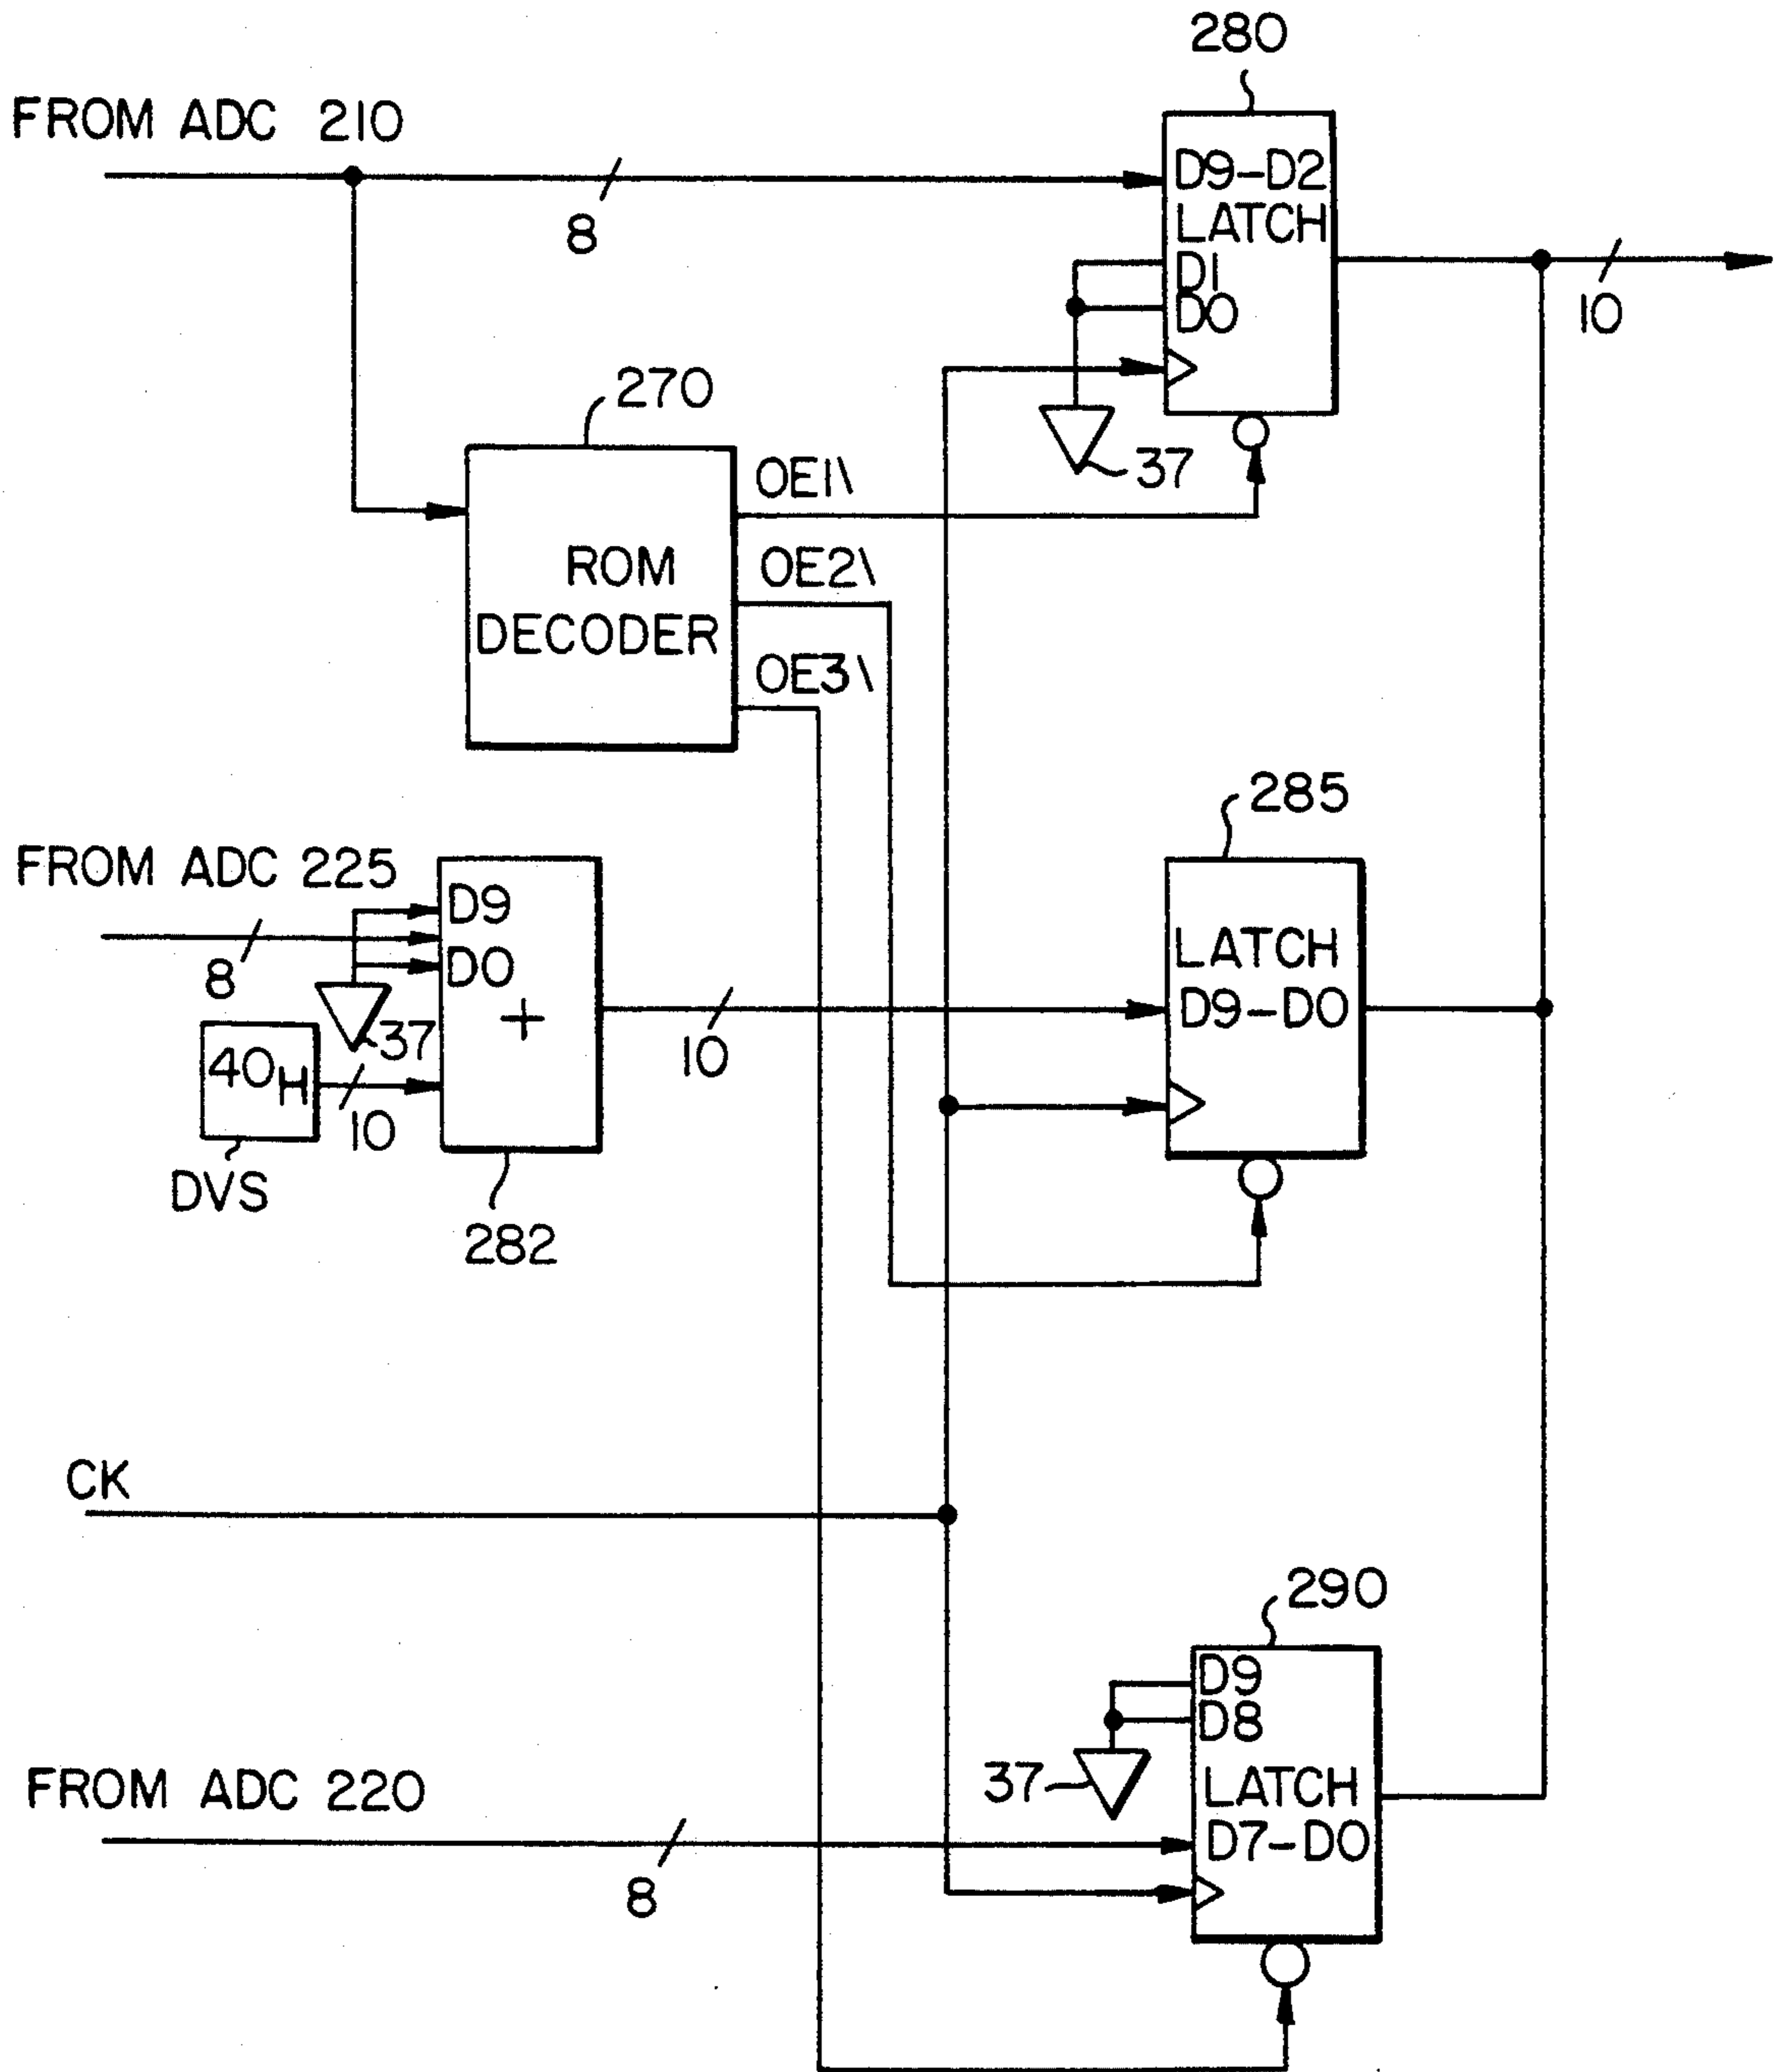 280
FROM ADC 210
8
D9-D2
LATCH
D1
D0
10
37
270
OE1\
OE2\
OE3\
ROM
DECODER
285
FROM ADC 225
8
D9
D0
+
37
40H
10
DVS
282
10
LATCH
D9-D0
CK
290
D9
D8
37
LATCH
D7-D0
FROM ADC 220
8